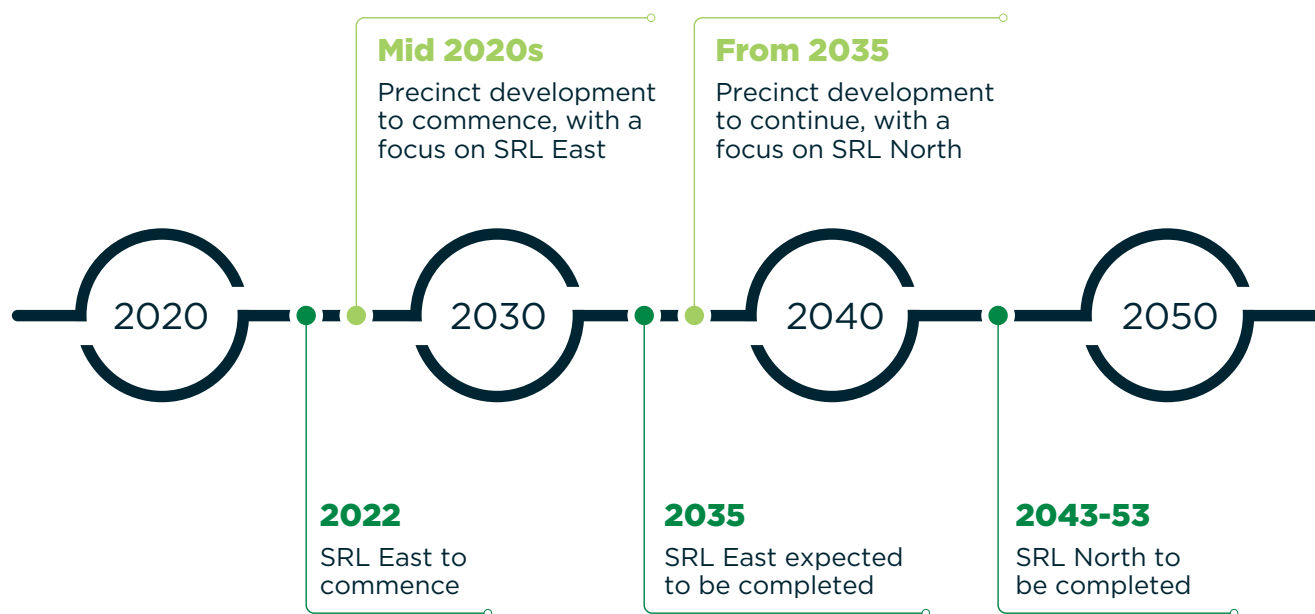 Mid 2020s
Precinct development
to commence, with a
focus on SRL East
From 2035
Precinct development
to continue, with a
focus on SRL North
2020
2030
2040
2050
2022
SRL East to
commence
2035
SRL East expected
to be completed
2043-53
SRL North to
be completed